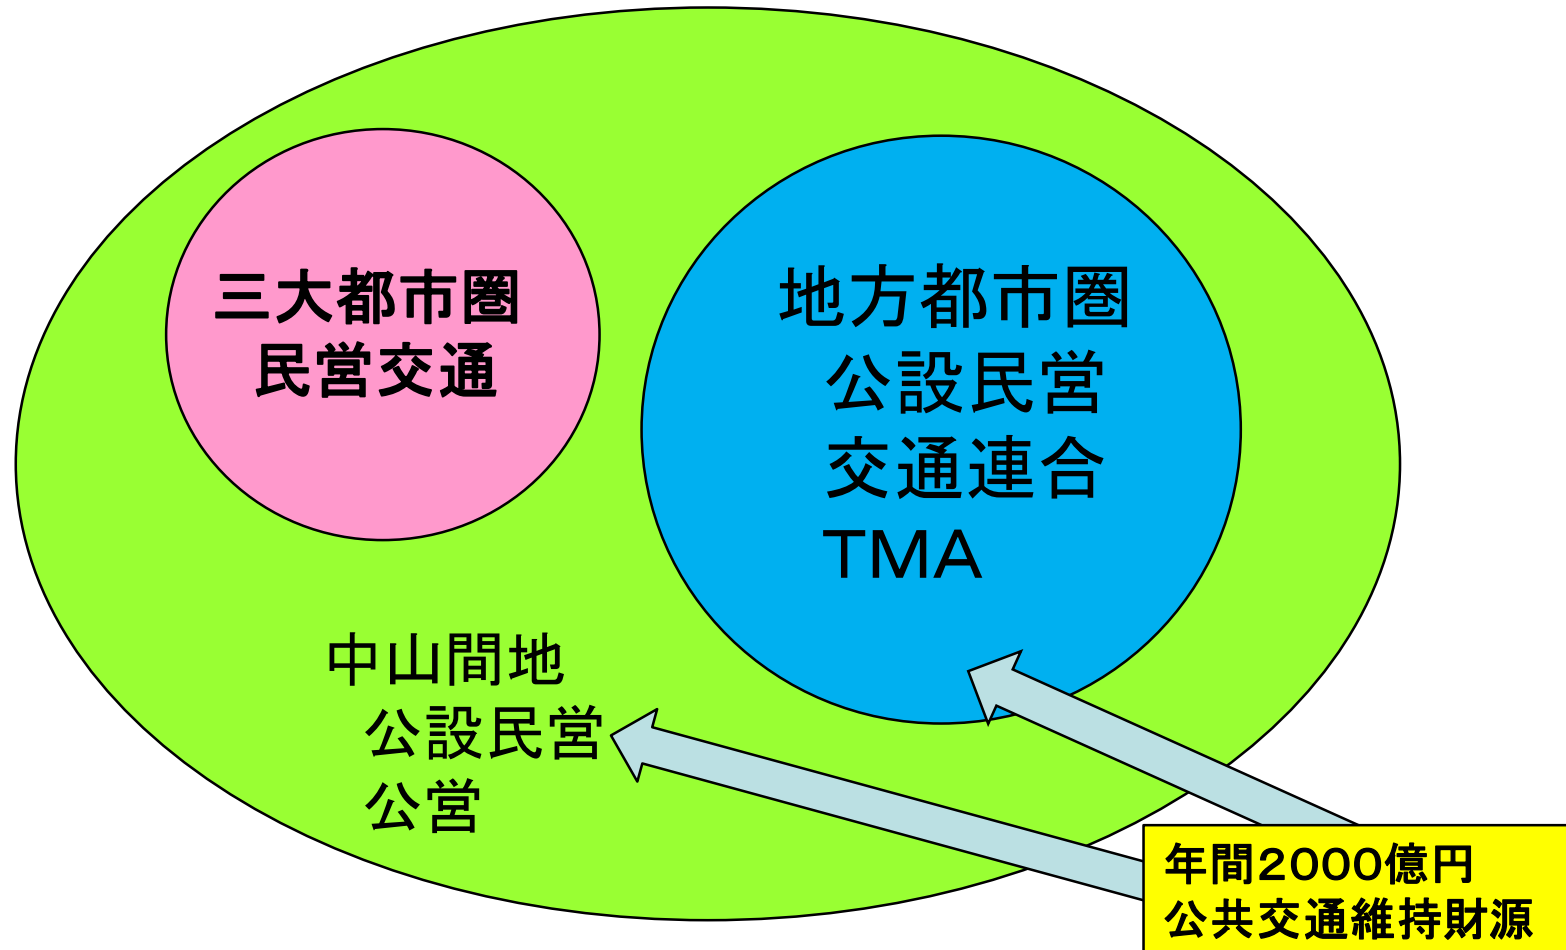 三大都市圏
民営交通
地方都市圏
公設民営
交通連合
ＴＭＡ
中山間地
公設民営
公営
年間２０００億円
公共交通維持財源